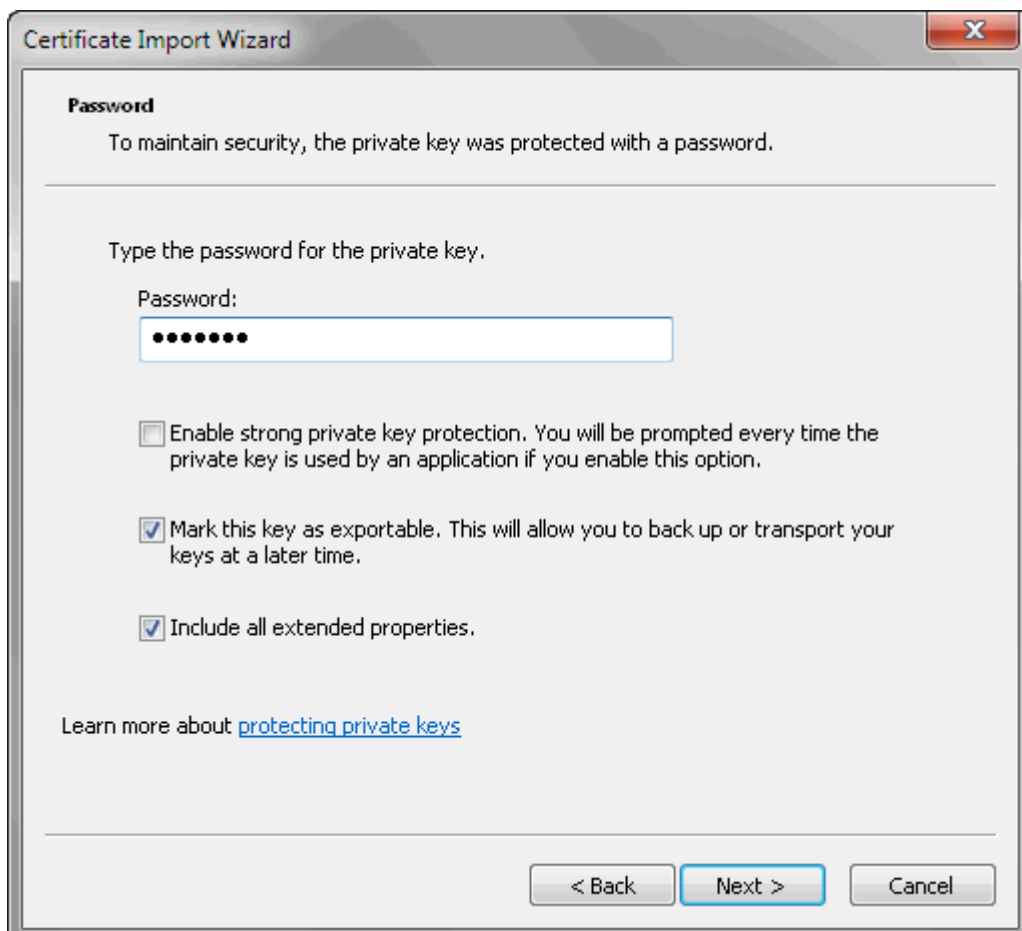 Certificate Import Wizard
Password
To maintain security, the private key was protected with a password.
Type the password for the private key.
Password:
•••••••
Enable strong private key protection. You will be prompted every time the
private key is used by an application if you enable this option.
Mark this key as exportable. This will allow you to back up or transport your
keys at a later time.
Include all extended properties.
Learn more about protecting private keys
< Back Next > Cancel